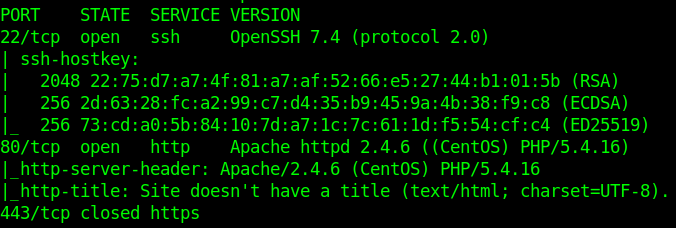 PORT    STATE  SERVICE VERSION
22/tcp  open   ssh     OpenSSH 7.4 (protocol 2.0)
| ssh-hostkey:
|   2048 22:75:d7:a7:4f:81:a7:af:52:66:e5:27:44:b1:01:5b (RSA)
|   256 2d:63:28:fc:a2:99:c7:d4:35:b9:45:9a:4b:38:f9:c8 (ECDSA)
|_  256 73:cd:a0:5b:84:10:7d:a7:1c:7c:61:1d:f5:54:cf:c4 (ED25519)
80/tcp  open   http    Apache httpd 2.4.6 ((CentOS) PHP/5.4.16)
|_http-server-header: Apache/2.4.6 (CentOS) PHP/5.4.16
|_http-title: Site doesn't have a title (text/html; charset=UTF-8).
443/tcp closed https